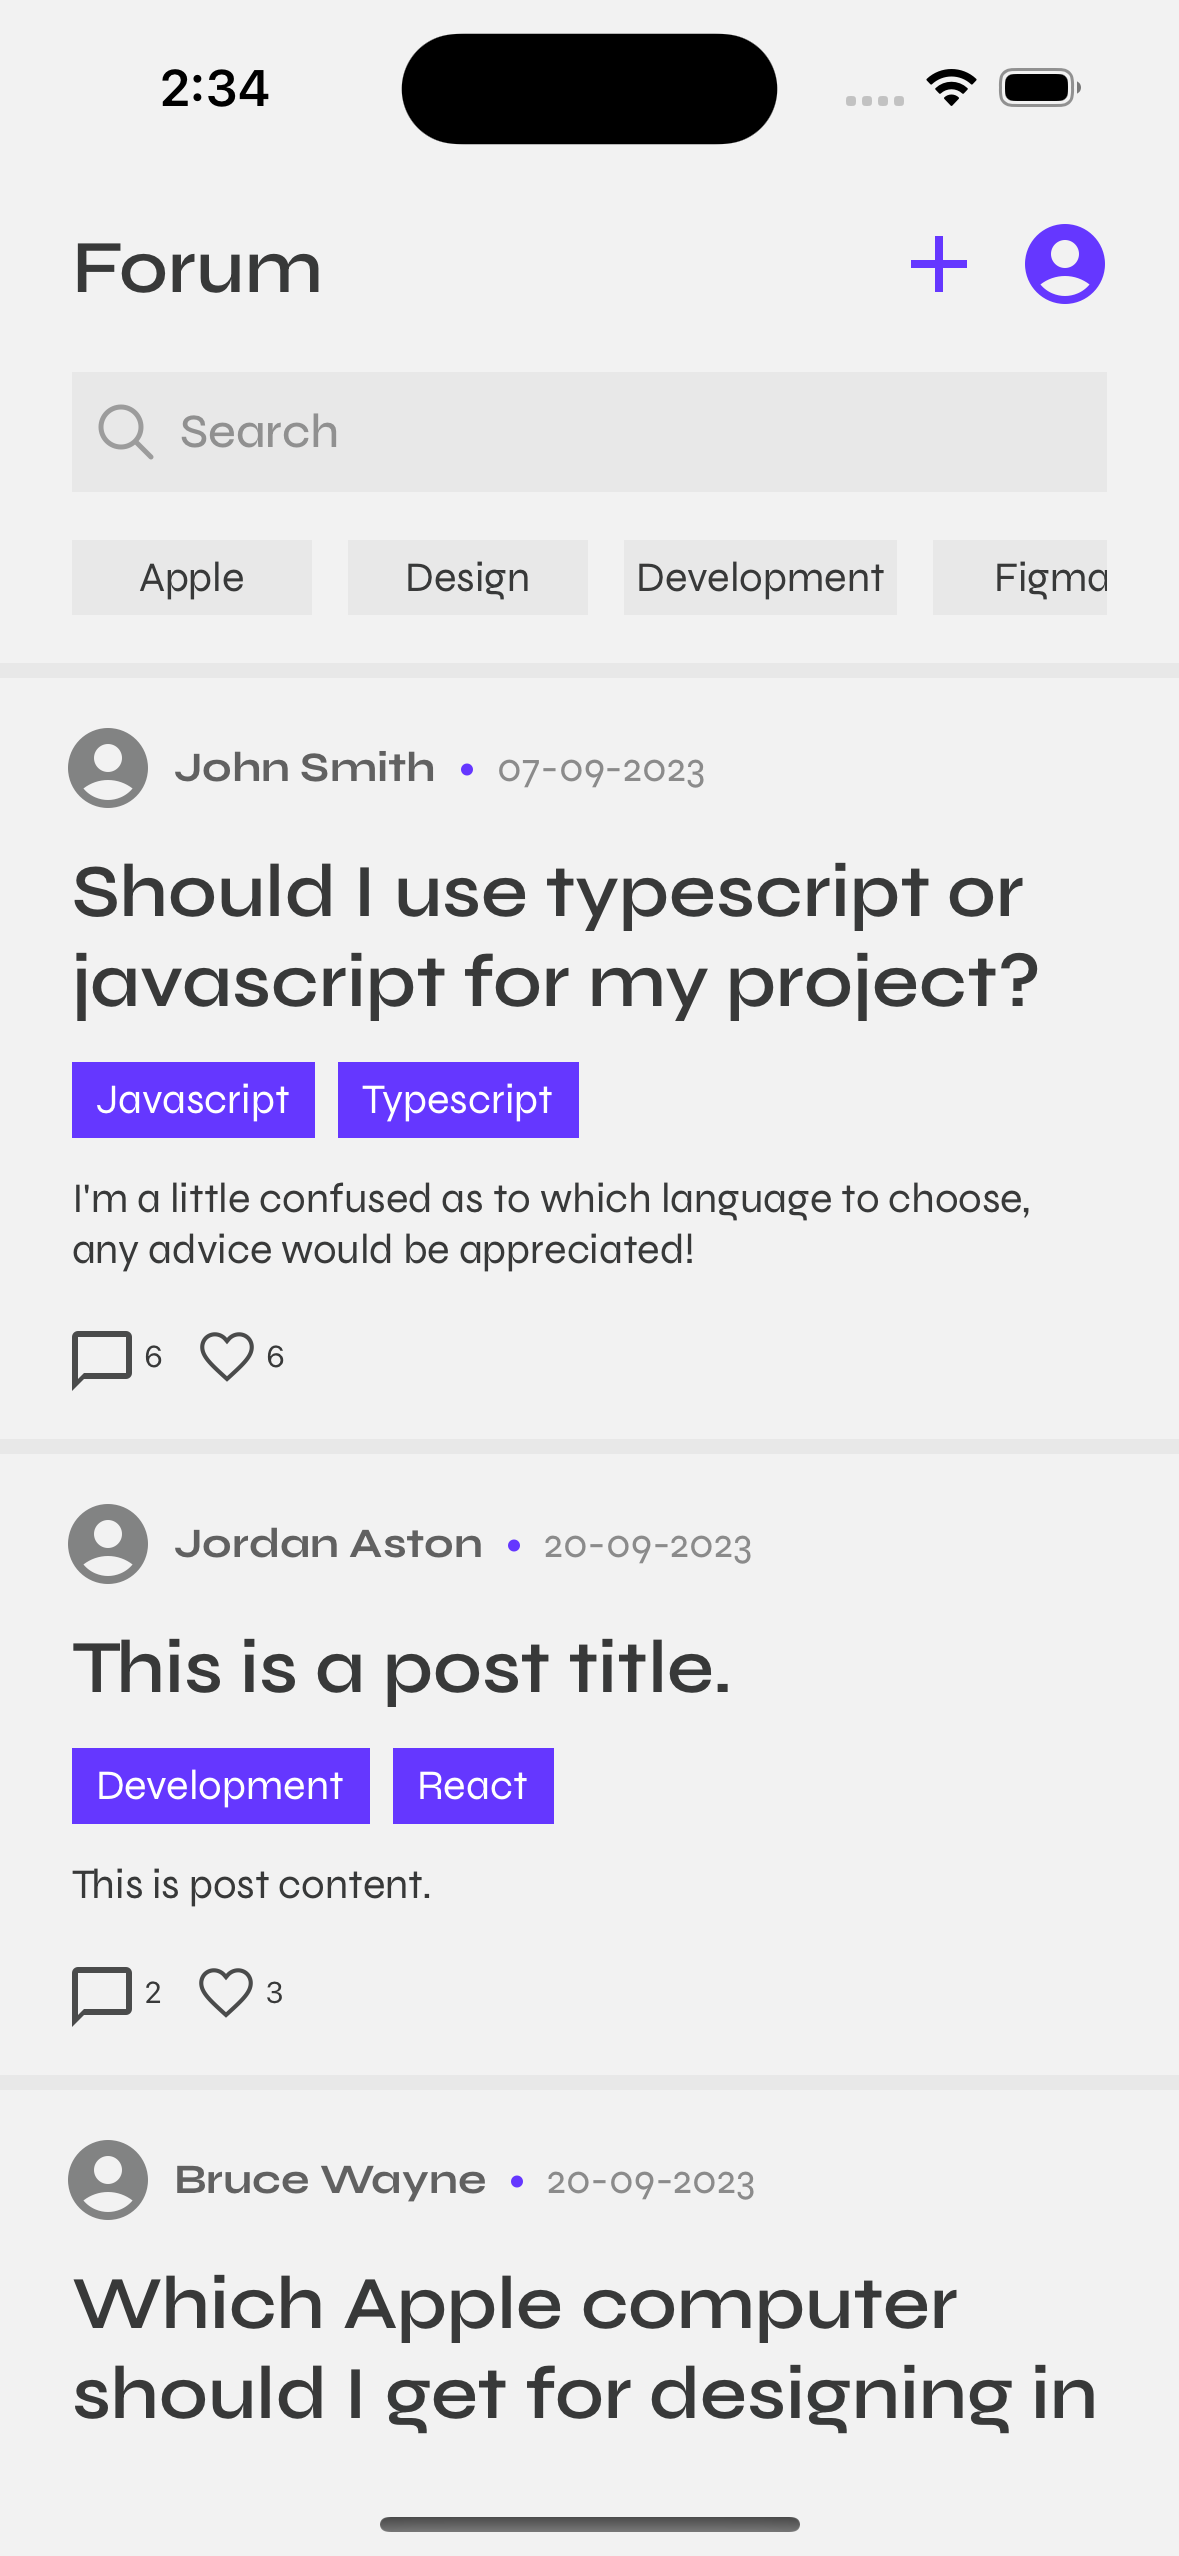 2:34
Forum
Search
Apple Design Development Figma
John Smith • 07-09-2023
Should I use typescript or
javascript for my project?
Javascript Typescript
I'm a little confused as to which language to choose,
any advice would be appreciated!
6 6
Jordan Aston • 20-09-2023
This is a post title.
Development React
This is post content.
2 3
Bruce Wayne • 20-09-2023
Which Apple computer
should I get for designing in